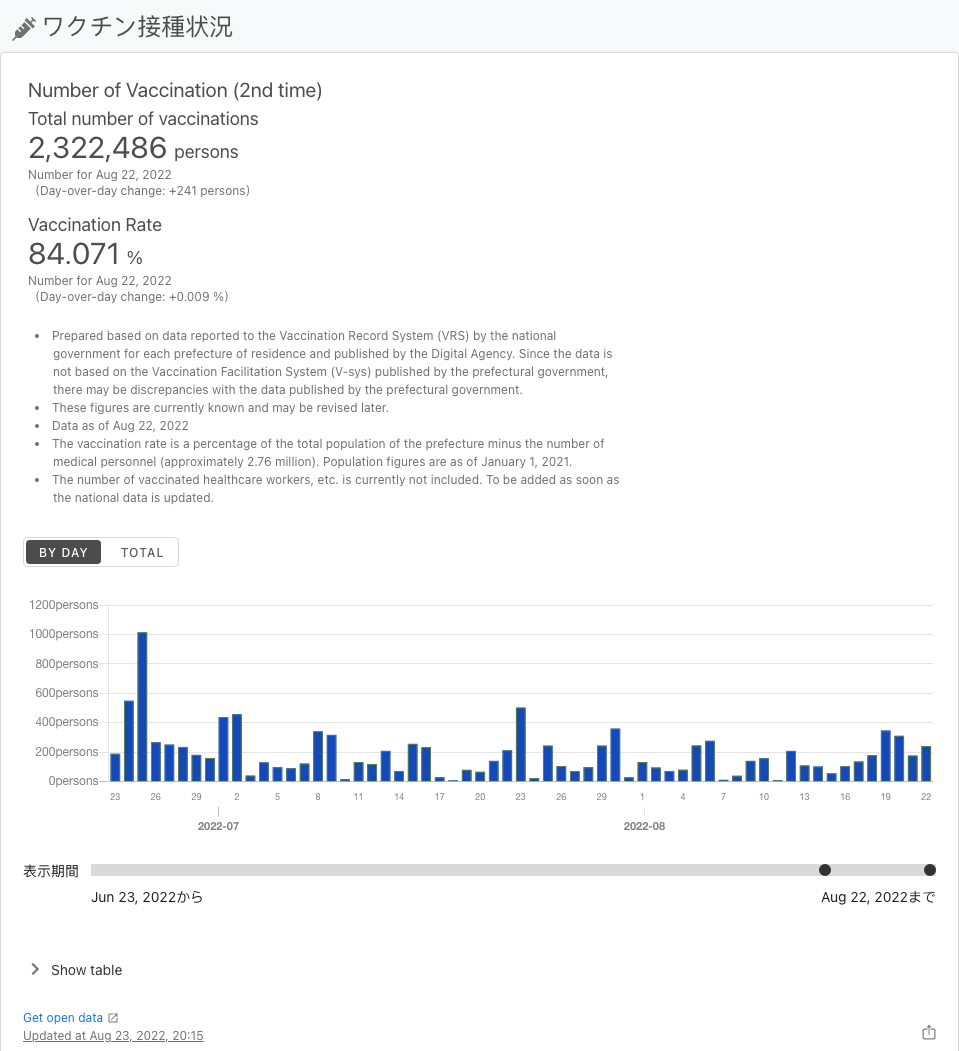 ワクチン接種状況
Number of Vaccination (2nd time)
Total number of vaccinations
2,322,486 persons
Number for Aug 22, 2022
(Day-over-day change: +241 persons)
Vaccination Rate
84.071 %
Number for Aug 22, 2022
(Day-over-day change: +0.009 %)
• Prepared based on data reported to the Vaccination Record System (VRS) by the national
government for each prefecture of residence and published by the Digital Agency. Since the data is
not based on the Vaccination Facilitation System (V-sys) published by the prefectural government,
there may be discrepancies with the data published by the prefectural government.
• These figures are currently known and may be revised later.
• Data as of Aug 22, 2022
• The vaccination rate is a percentage of the total population of the prefecture minus the number of
medical personnel (approximately 2.76 million). Population figures are as of January 1, 2021.
• The number of vaccinated healthcare workers, etc. is currently not included. To be added as soon as
the national data is updated.
BY DAY TOTAL
1200persons
1000persons
800persons
600persons
400persons
200persons
0persons
23 26 29 2 5 8 11 14 17 20 23 26 29 1 4 7 10 13 16 19 22
2022-07 2022-08
表示期間
Jun 23, 2022から Aug 22, 2022まで
Show table
Get open data
Updated at Aug 23, 2022, 20:15